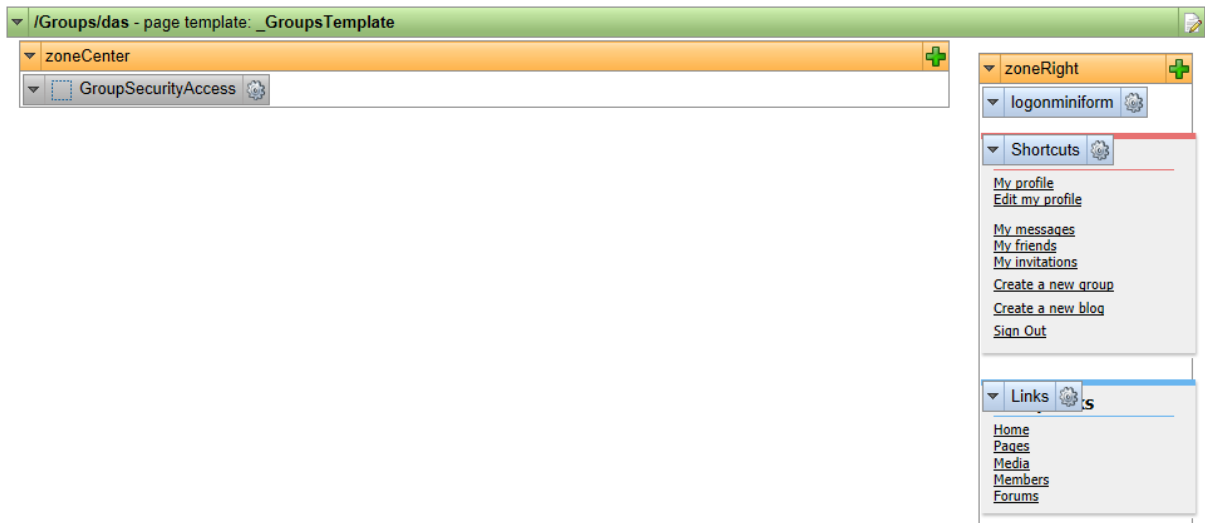 /Groups/das - page template: _GroupsTemplate
zoneCenter
GroupSecurityAccess
zoneRight
logonminiform
Shortcuts
My profile
Edit my profile
My messages
My friends
My invitations
Create a new group
Create a new blog
Sign Out
Links
Home
Pages
Media
Members
Forums